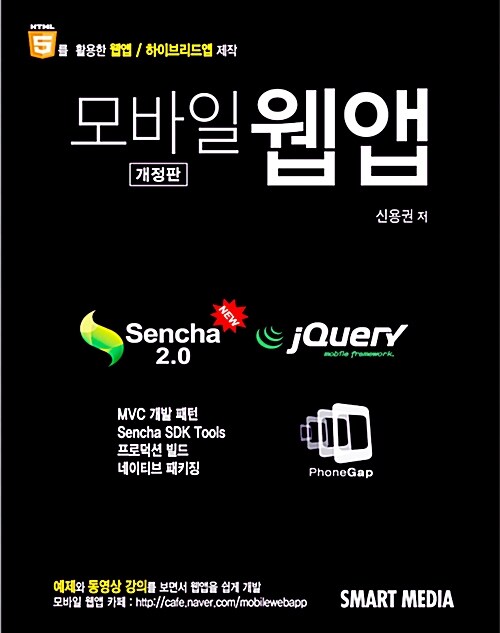 HTML
5를 활용한 웹앱 / 하이브리드앱 제작
모바일 웹앱
개정판
신용권 저
NEW
Sencha
2.0
jQuery
mobile framework.
MVC 개발 패턴
Sencha SDK Tools
프로덕션 빌드
네이티브 패키징
PhoneGap
예제와 동영상 강의를 보면서 웹앱을 쉽게 개발
모바일 웹앱 카페 : http://cafe.naver.com/mobilewebapp
SMART MEDIA